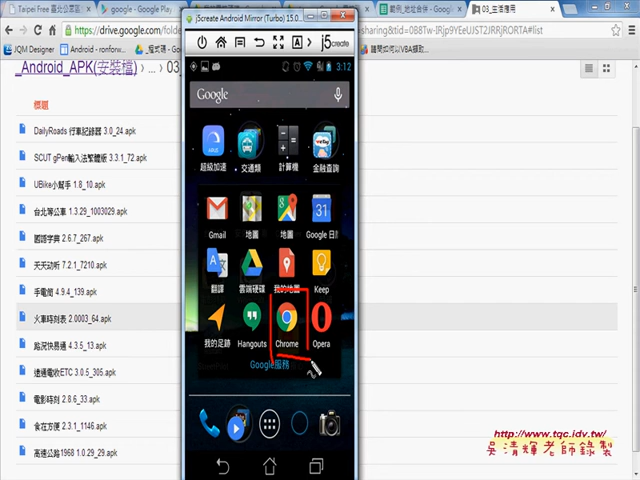 Taipei Free 臺北公眾區
google - Google Play
j5create Android Mirror (Turbo) 15.0
範例_地址合併 - Googl
03_生活應用
https://drive.google.com/folde
sharing&tid=0B8Tw-IRjp9YEeUJST2JRRjRORTA#list
JQM Designer
Android - ronforw
_程式碼 - G
請問如何以VBA擷取...
j5create
_Android_APK(安裝檔) › ... › 03_
3:12
標題
Google
DailyRoads 行車記錄器 3.0_24.apk
SCUT gPen輸入法繁體版 3.3.1_72.apk
UBike小幫手 1.8_10.apk
台北等公車 1.3.29_1003029.apk
國語字典 2.6.7_267.apk
天天動听 7.2.1_7210.apk
手電筒 4.9.4_139.apk
火車時刻表 2.0003_64.apk
路況快易通 4.3.5_13.apk
遠通電收ETC 3.0.5_305.apk
電影時刻 2.8.6_33.apk
食在方便 2.3.1_1146.apk
高速公路1968 1.0.29_29.apk
超級加速
交通類
計算機
金融查詢
Gmail
地圖
地圖
31
Google 日曆
翻譯
雲端硬碟
我的地圖
Keep
我的足跡
Hangouts
Chrome
Opera
Google服務
http://www.tqc.idv.tw/
吳清輝老師錄製